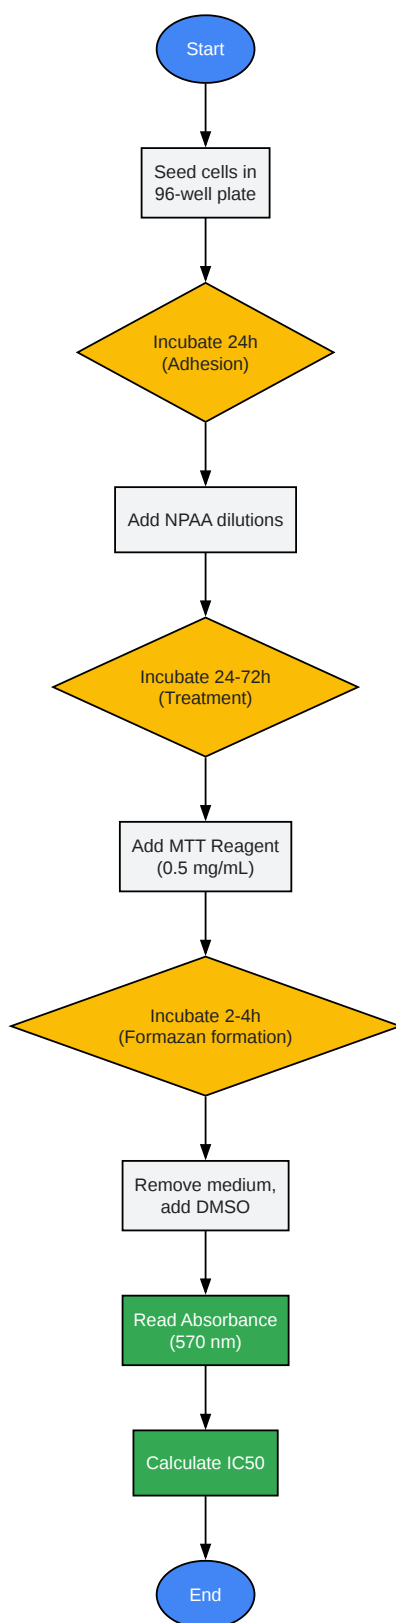 Start
Seed cells in
96-well plate
Incubate 24h
(Adhesion)
Add NPAA dilutions
Incubate 24-72h
(Treatment)
Add MTT Reagent
(0.5 mg/mL)
Incubate 2-4h
(Formazan formation)
Remove medium,
add DMSO
Read Absorbance
(570 nm)
Calculate IC50
End